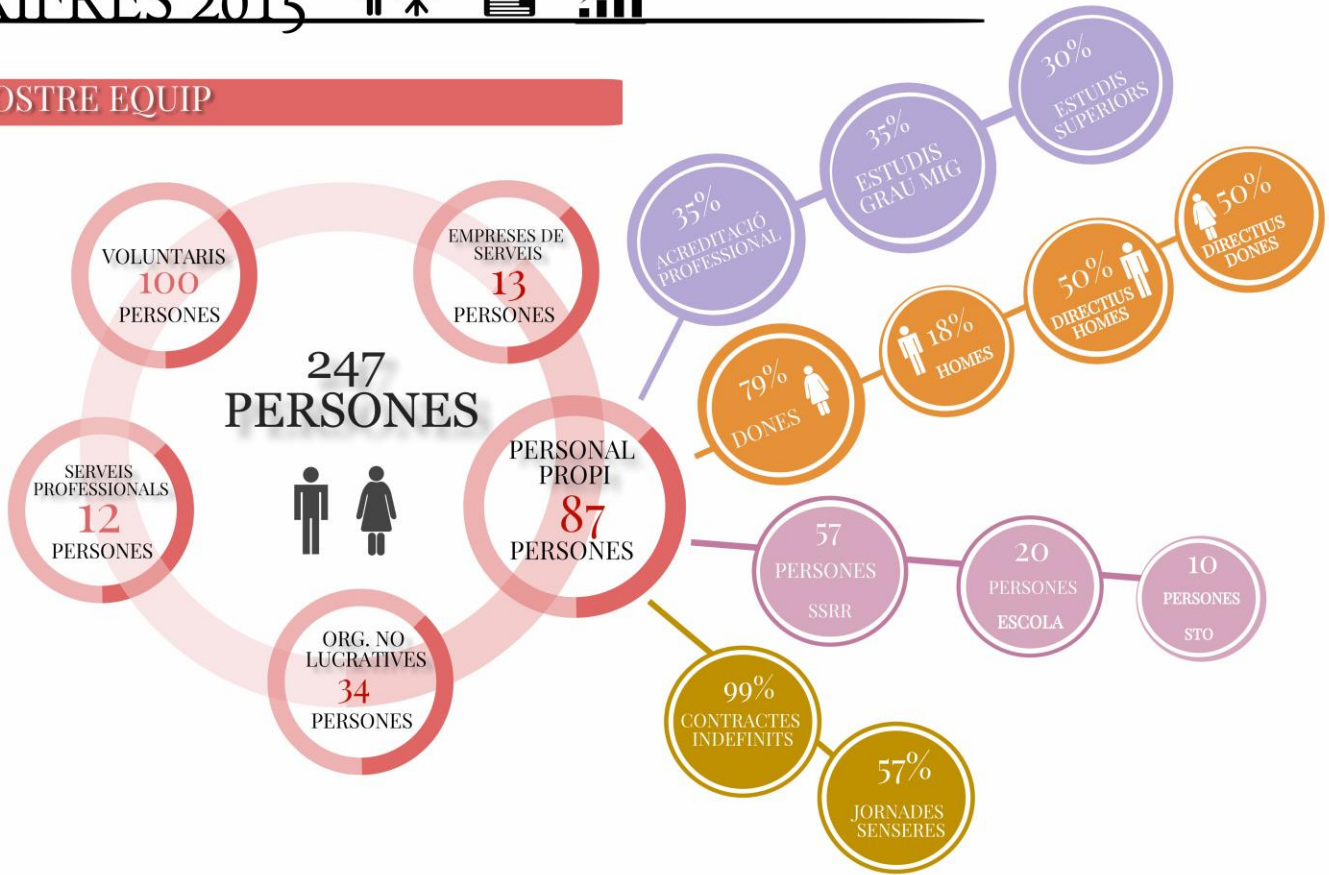 XIFRES 2015
OSTRE EQUIP
VOLUNTARIS
100
PERSONES
EMPRESES DE
SERVEIS
13
PERSONES
247
PERSONES
SERVEIS
PROFESSIONALS
12
PERSONES
PERSONAL
PROPI
87
PERSONES
ORG. NO
LUCRATIVES
34
PERSONES
35%
ACREDITACIÓ
PROFESSIONAL
35%
ESTUDIS
GRAU MIG
30%
ESTUDIS
SUPERIORS
79%
DONES
18%
HOMES
50%
DIRECTIUS
HOMES
50%
DIRECTIUS
DONES
57
PERSONES
SSRR
20
PERSONES
ESCOLA
10
PERSONES
STO
99%
CONTRACTES
INDEFINITS
57%
JORNADES
SENSERES